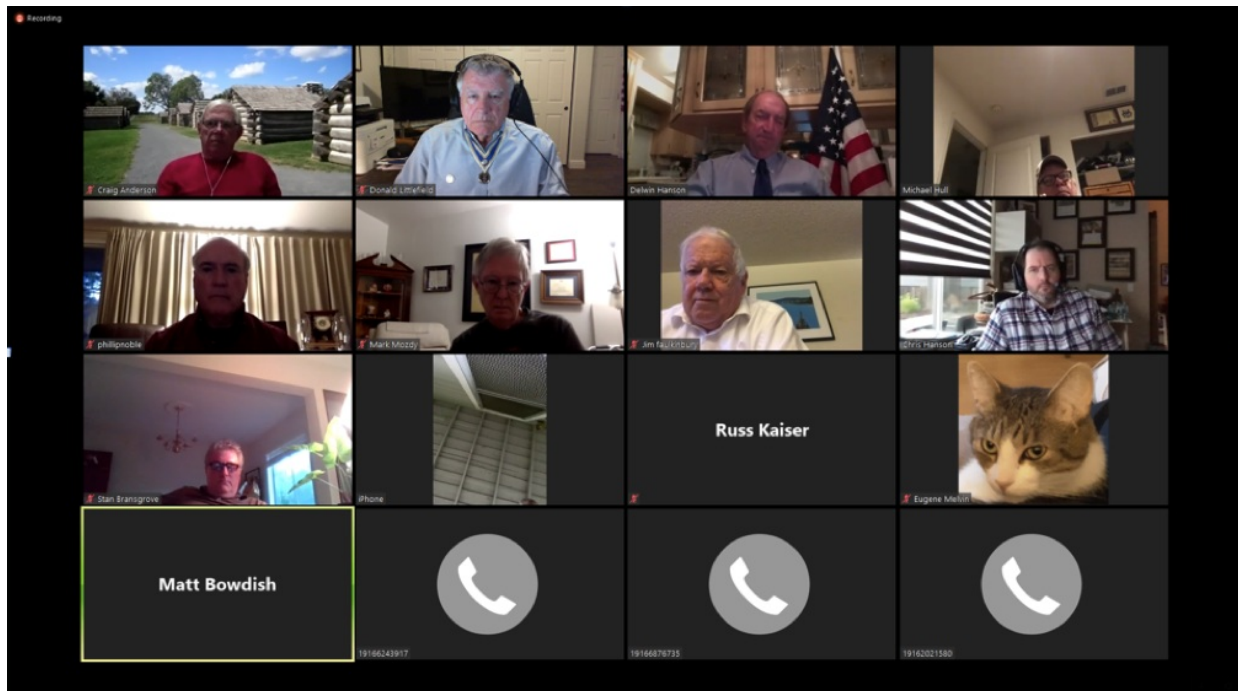 Recording
Craig Anderson
Donald Littlefield
Delwin Hanson
Michael Hull
phillipnoble
Mark Mozdy
Jim faulkinbury
Chris Hanson
Stan Bransgrove
iPhone
Russ Kaiser
Eugene Melvin
Matt Bowdish
19166243917
19166876735
19162021580